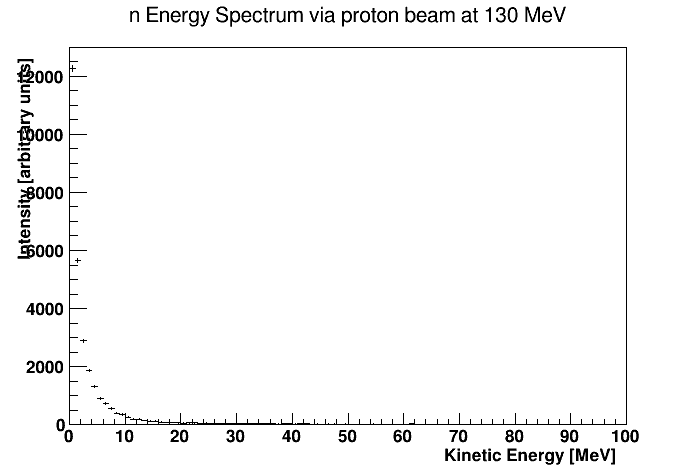 n Energy Spectrum via proton beam at 130 MeV
Intensity [arbitrary units]
12000
10000
8000
6000
4000
2000
0
0 10 20 30 40 50 60 70 80 90 100
Kinetic Energy [MeV]